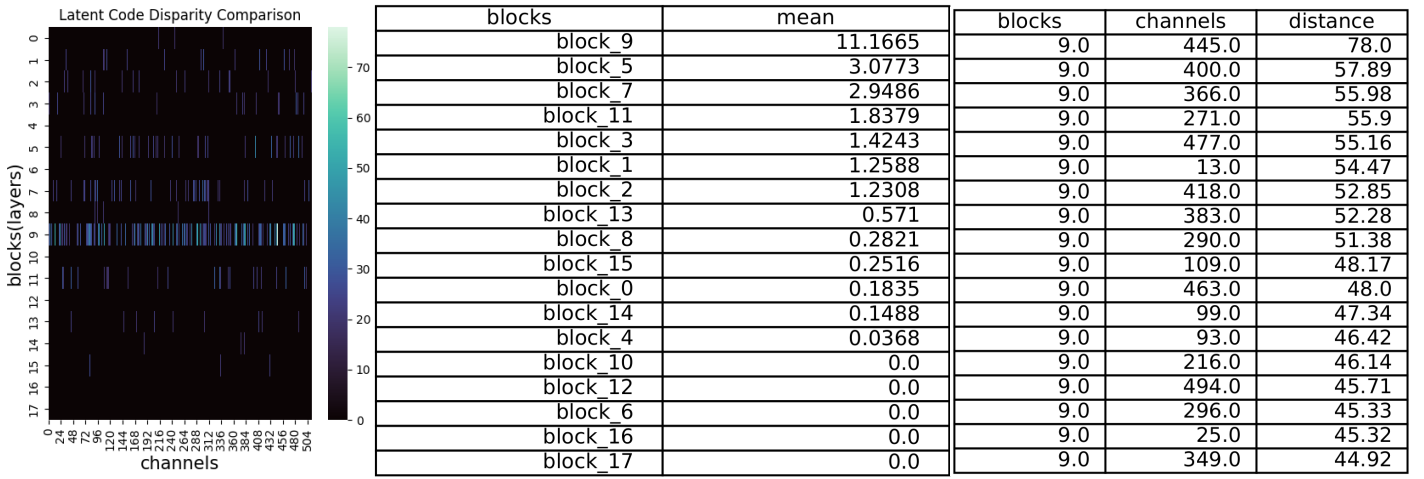 Latent Code Disparity Comparison
blocks(layers)
0
1
2
3
4
5
6
7
8
9
10
11
12
13
14
15
16
17
0 24 48 72 96 120 144 168 192 216 240 264 288 312 336 360 384 408 432 456 480 504
channels
70
60
50
40
30
20
10
0
blocks mean
block_9 11.1665
block_5 3.0773
block_7 2.9486
block_11 1.8379
block_3 1.4243
block_1 1.2588
block_2 1.2308
block_13 0.571
block_8 0.2821
block_15 0.2516
block_0 0.1835
block_14 0.1488
block_4 0.0368
block_10 0.0
block_12 0.0
block_6 0.0
block_16 0.0
block_17 0.0
blocks channels distance
9.0 445.0 78.0
9.0 400.0 57.89
9.0 366.0 55.98
9.0 271.0 55.9
9.0 477.0 55.16
9.0 13.0 54.47
9.0 418.0 52.85
9.0 383.0 52.28
9.0 290.0 51.38
9.0 109.0 48.17
9.0 463.0 48.0
9.0 99.0 47.34
9.0 93.0 46.42
9.0 216.0 46.14
9.0 494.0 45.71
9.0 296.0 45.33
9.0 25.0 45.32
9.0 349.0 44.92